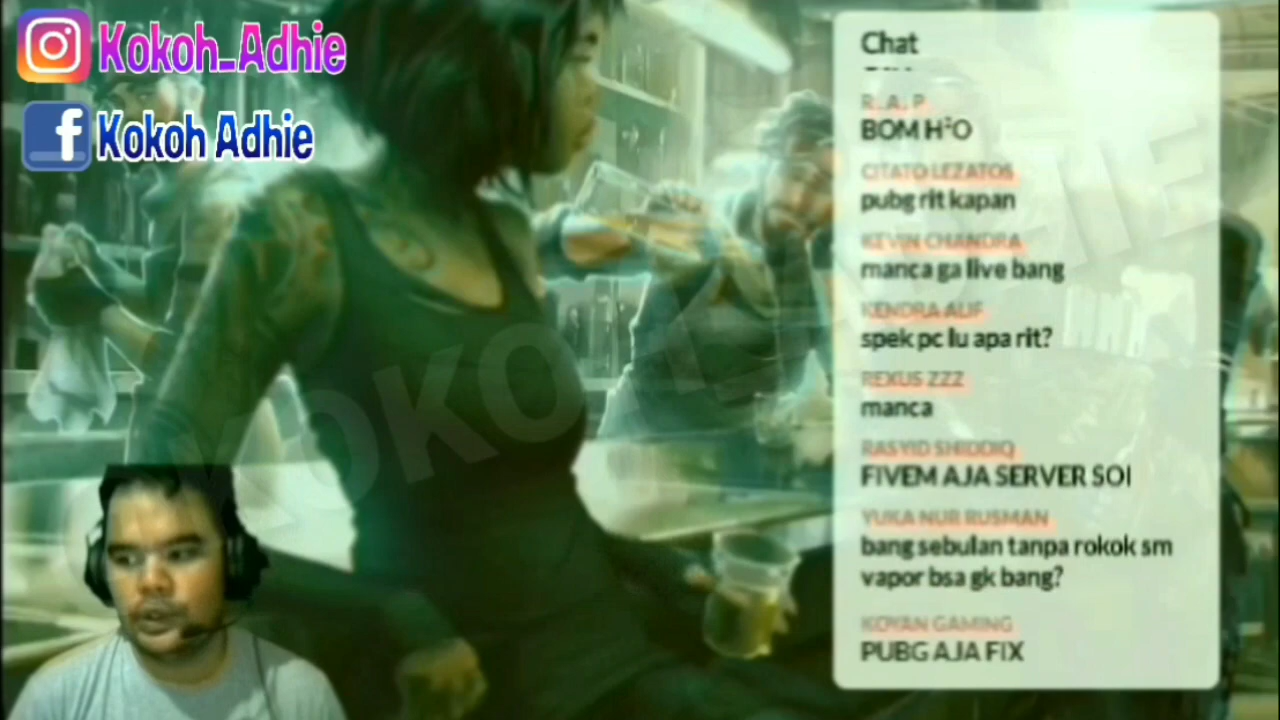 Kokoh_Adhie
Kokoh Adhie
Chat
R. A. P
BOM H²O
CITATO LEZATOS
pubg rit kapan
KEVIN CHANDRA
manca ga live bang
KENDRA ALIF
spek pc lu apa rit?
REXUS ZZZ
manca
RASYID SHIDDIQ
FIVEM AJA SERVER SOI
YUKA NUR RUSMAN
bang sebulan tanpa rokok sm
vapor bsa gk bang?
KOYAN GAMING
PUBG AJA FIX